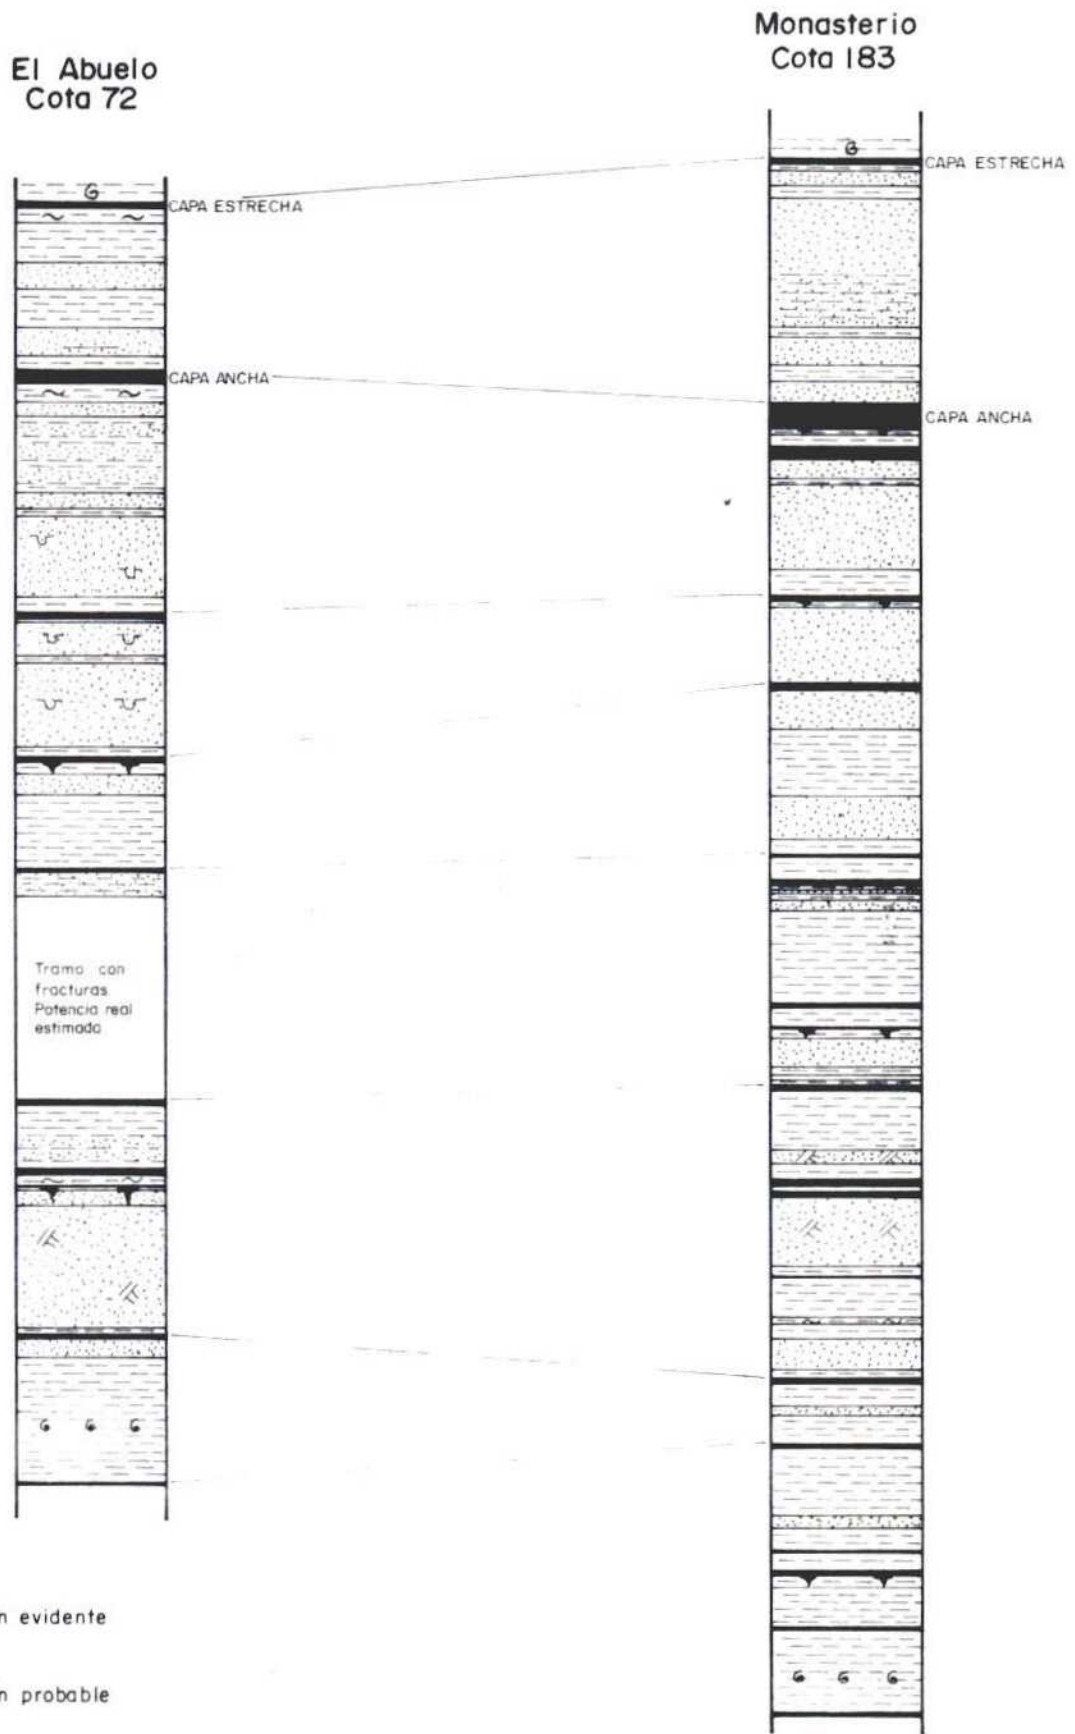 Monasterio
Cota 183
El Abuelo
Cota 72
G
CAPA ESTRECHA
G
CAPA ESTRECHA
CAPA ANCHA
CAPA ANCHA
Tramo con
fracturas.
Potencia real
estimada
G G G
n evidente
n probable
G G G